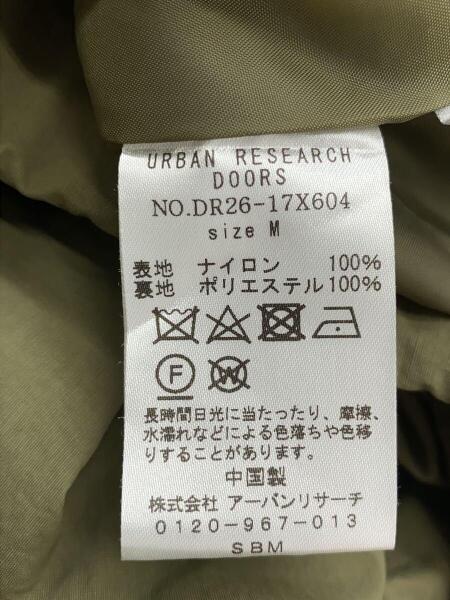 URBAN RESEARCH
DOORS
NO.DR26-17X604
size M
表地 ナイロン 100%
裏地 ポリエステル100%
F W
長時間日光に当たったり、摩擦、
水濡れなどによる色落ちや色移
りすることがあります。
中国製
株式会社 アーバンリサーチ
0120-967-013
SBM